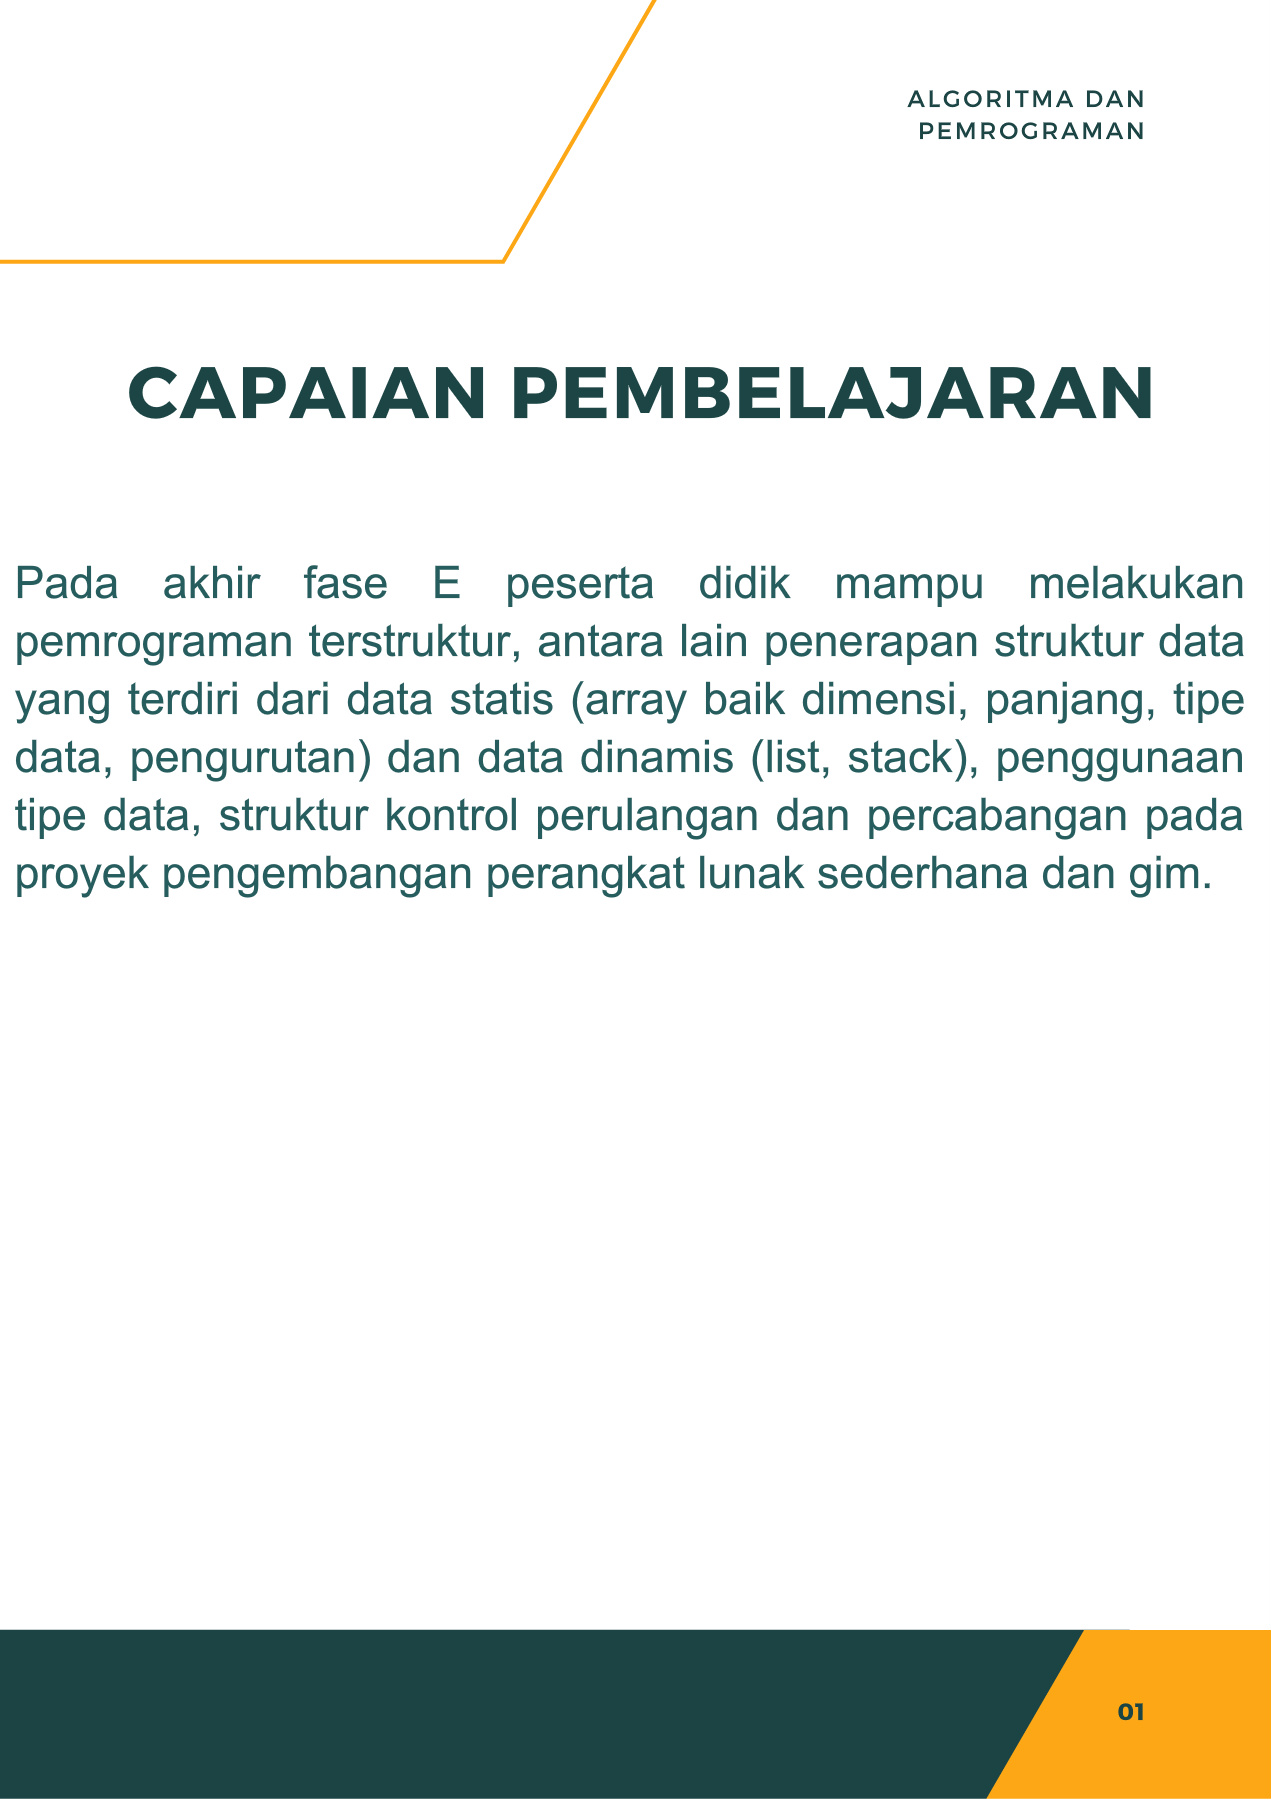 ALGORITMA DAN
PEMROGRAMAN
CAPAIAN PEMBELAJARAN
Pada akhir fase E peserta didik mampu melakukan
pemrograman terstruktur, antara lain penerapan struktur data
yang terdiri dari data statis (array baik dimensi, panjang, tipe
data, pengurutan) dan data dinamis (list, stack), penggunaan
tipe data, struktur kontrol perulangan dan percabangan pada
proyek pengembangan perangkat lunak sederhana dan gim.
01